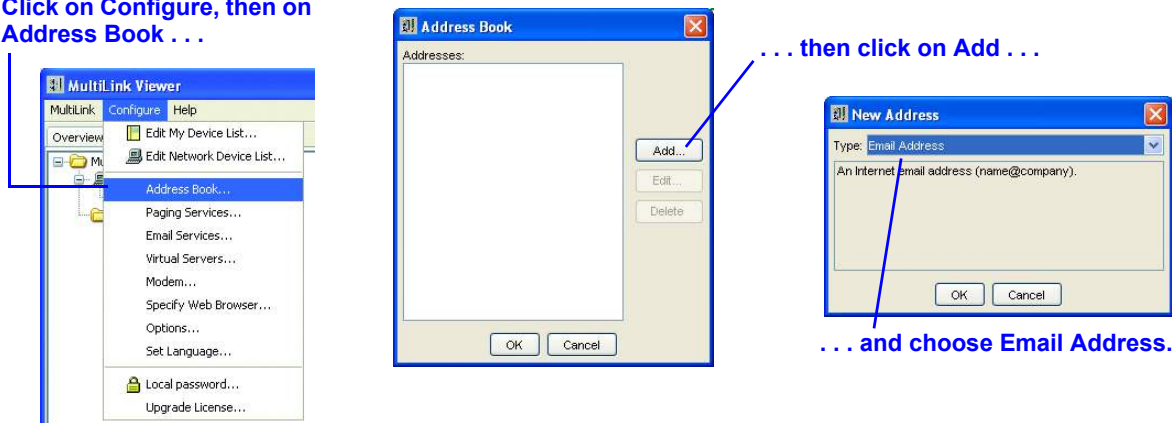 Click on Configure, then on
Address Book . . .
MultiLink Viewer
MultiLink Configure Help
Overview
Edit My Device List...
Edit Network Device List...
Mu
Address Book...
Paging Services...
Email Services...
Virtual Servers...
Modem...
Specify Web Browser...
Options...
Set Language...
Local password...
Upgrade License...
Address Book
Addresses:
Add...
Edit...
Delete
OK Cancel
. . . then click on Add . . .
New Address
Type: Email Address
An Internet email address (name@company).
OK Cancel
. . . and choose Email Address.